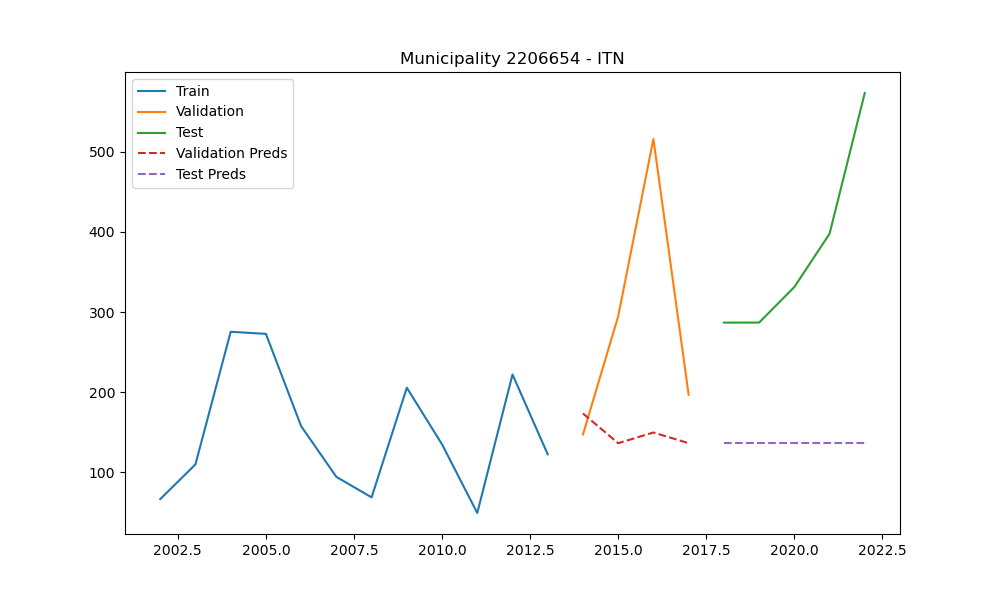 Municipality 2206654 - ITN
Train
Validation
Test
Validation Preds
Test Preds
500
400
300
200
100
2002.5 2005.0 2007.5 2010.0 2012.5 2015.0 2017.5 2020.0 2022.5